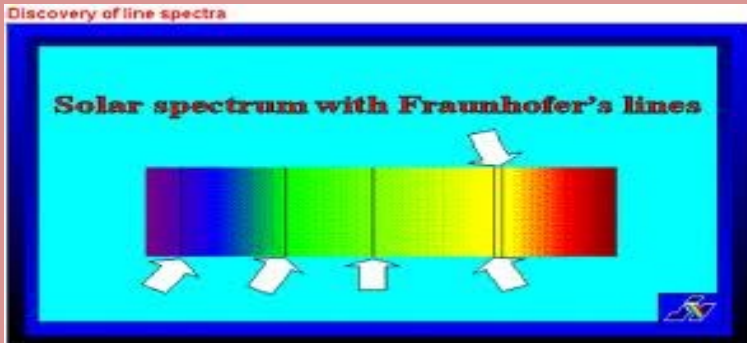 Discovery of line spectra
Solar spectrum with Fraunhofer's lines